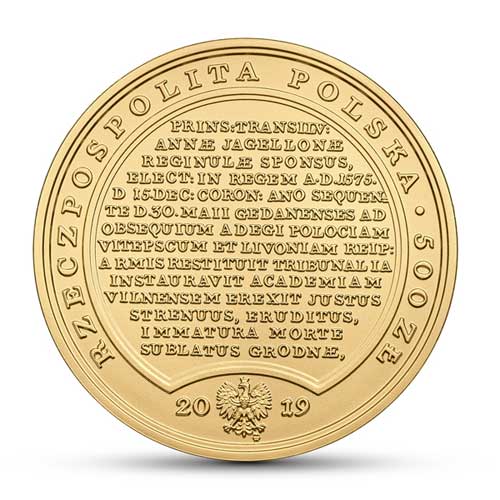 RZECZPOSPOLITA POLSKA · 500 ZŁ
PRINS:TRANSILV:
ANNÆ JAGELLONÆ
REGINULÆ SPONSUS,
ELECT: IN REGEM A·D·1575·
D 15·DEC: CORON: ANO SEQUEN·
TE D·30· MAII GEDANENSES AD
OBSEQUIUM ADEGI POLOCIAM
VITEPSCUM ET LIVONIAM REIP:
ARMIS RESTITUIT TRIBUNALIA
INSTAURAVIT ACADEMIAM
VILNENSEM EREXIT JUSTUS
STRENUUS, ERUDITUS,
IMMATURA MORTE
SUBLATUS GRODNÆ,
20 19